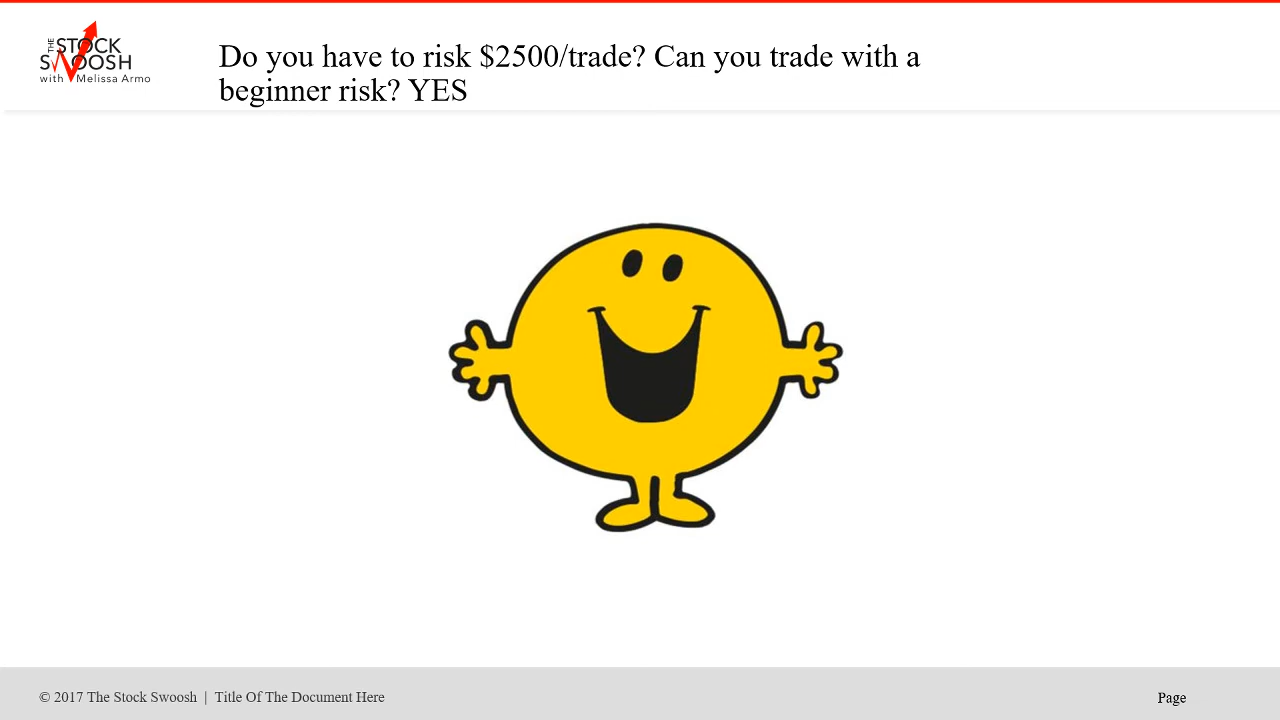 THE STOCK
SWOOSH
with Melissa Armo
Do you have to risk $2500/trade? Can you trade with a
beginner risk? YES
© 2017 The Stock Swoosh | Title Of The Document Here
Page